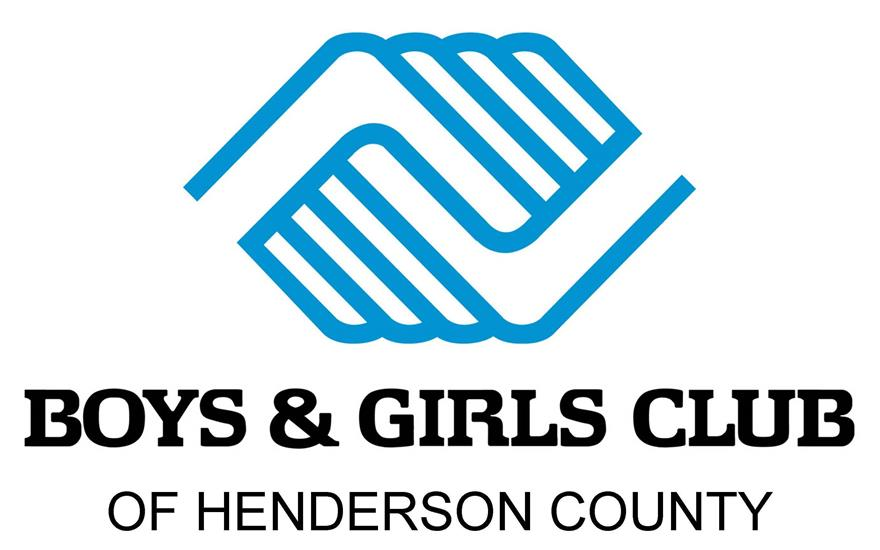 BOYS & GIRLS CLUB
OF HENDERSON COUNTY